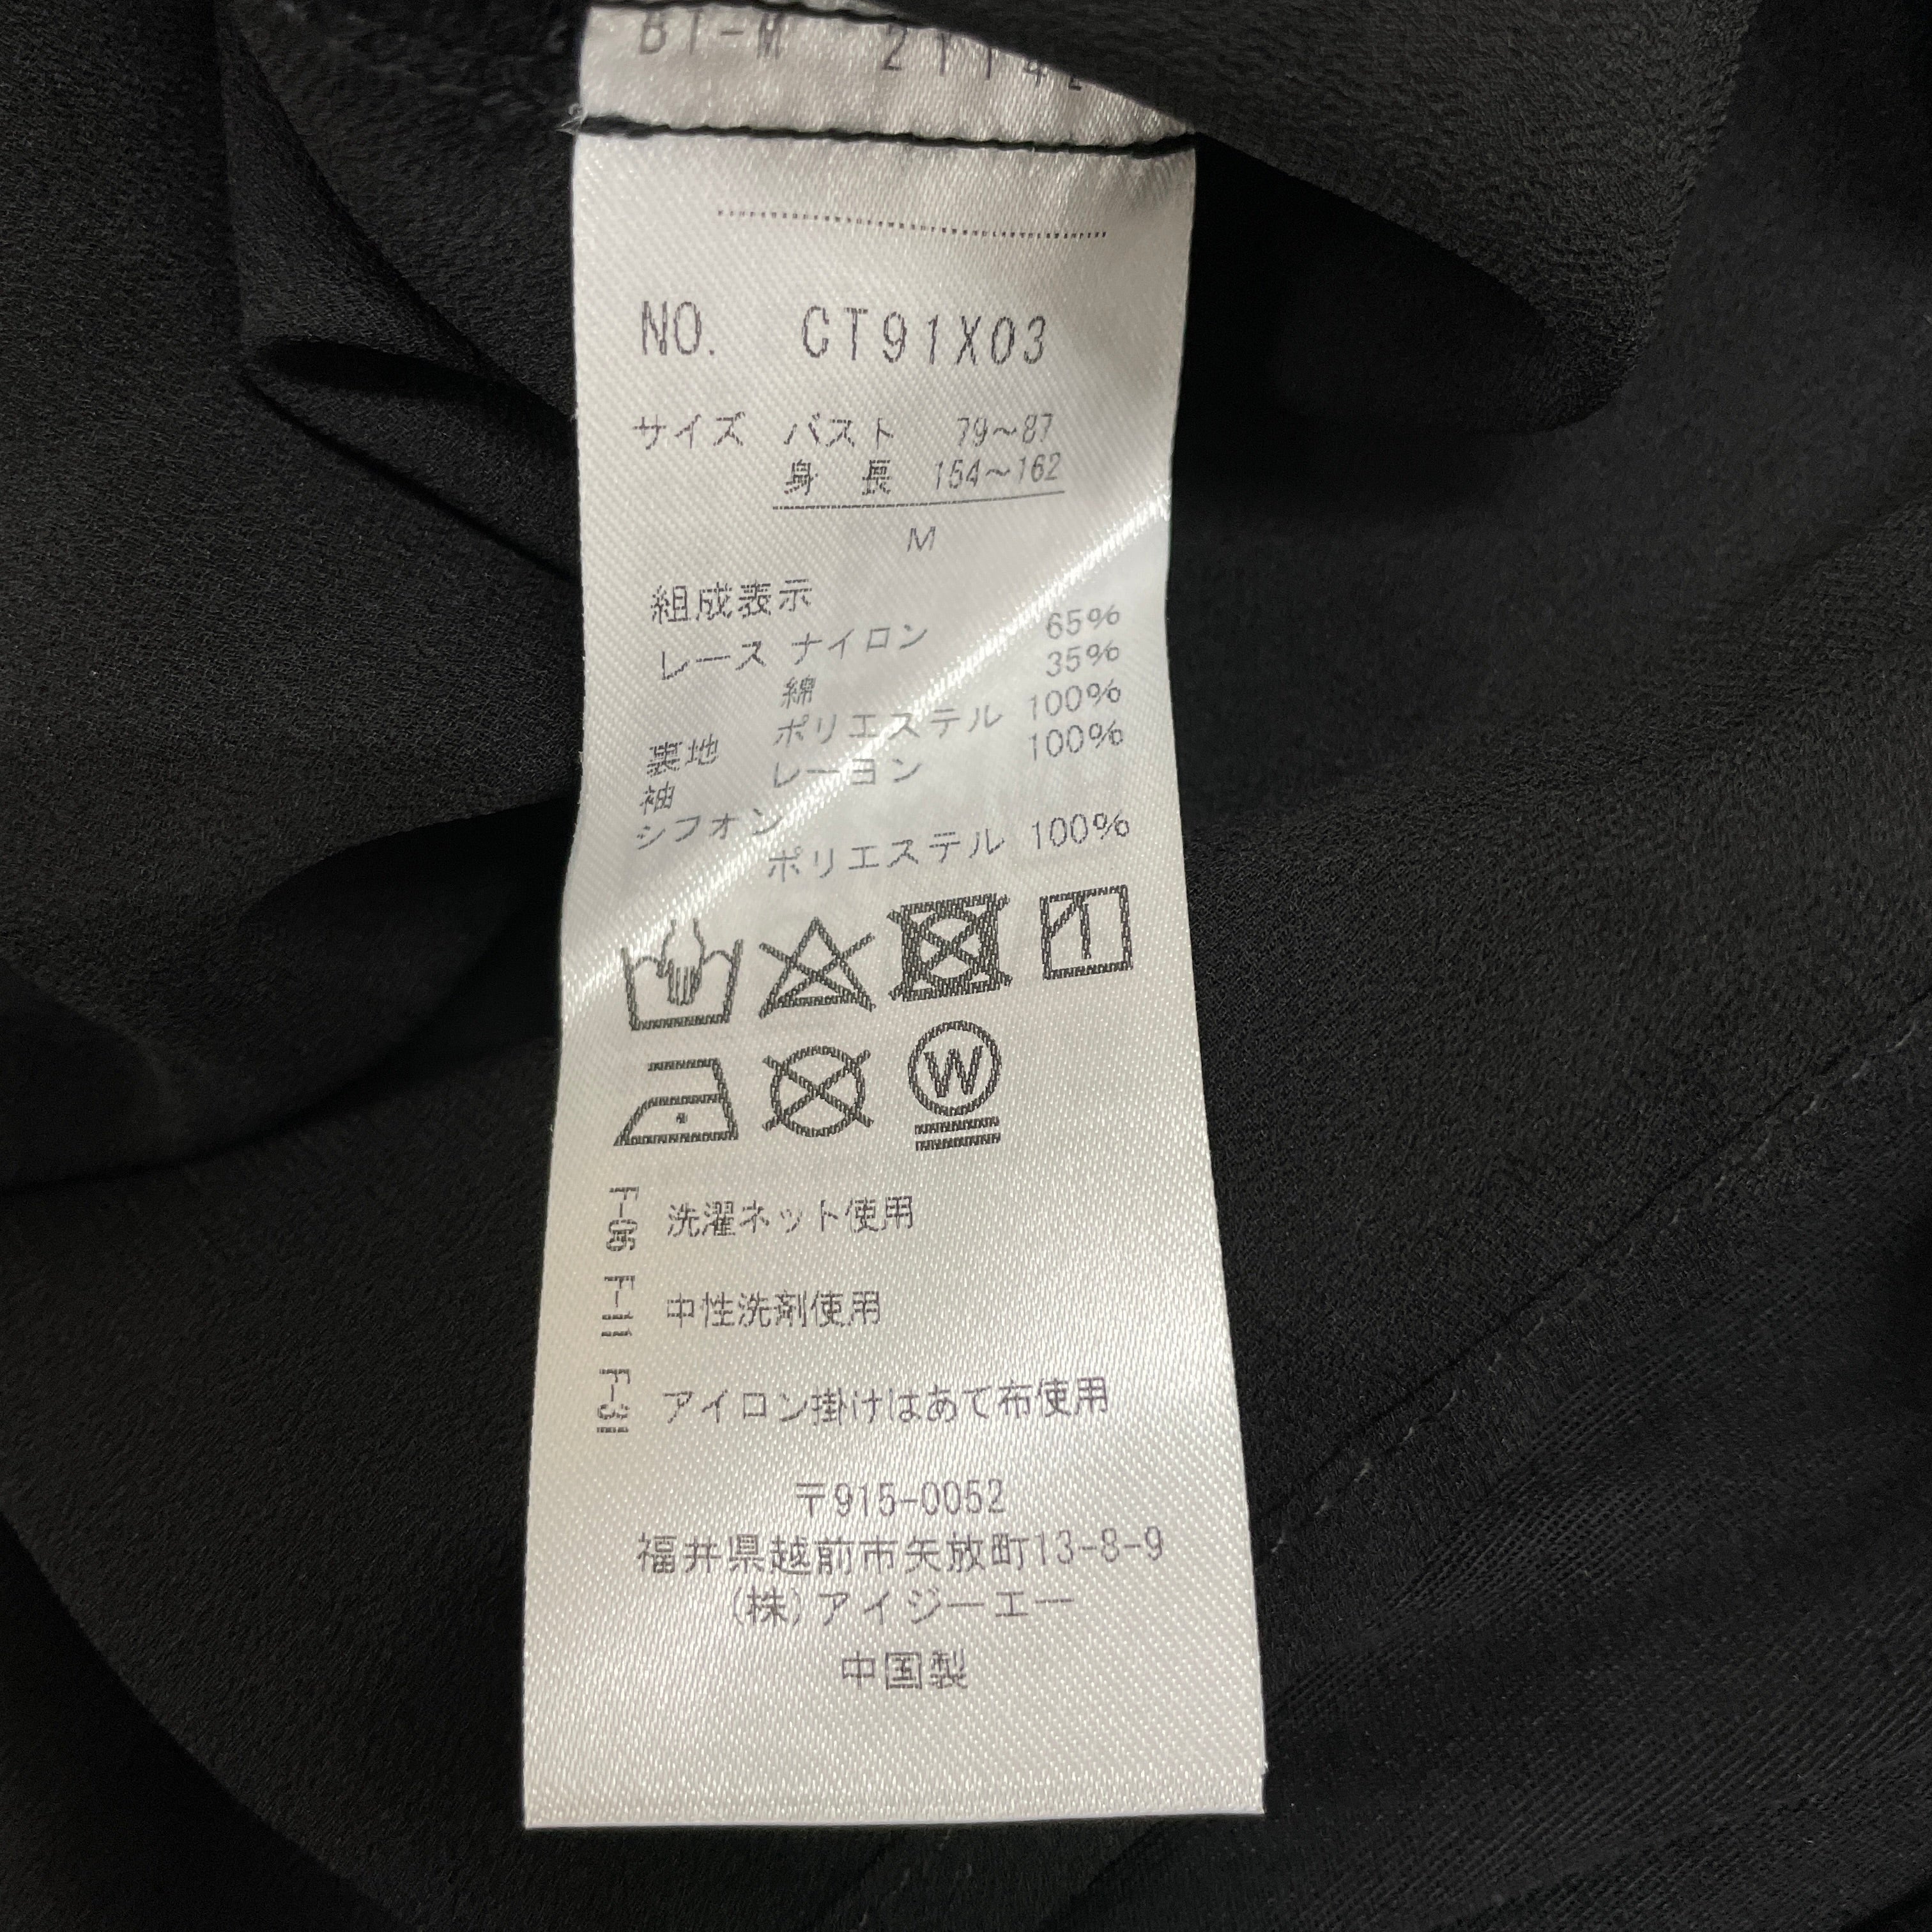 BT-M 2114
NO. CT91X03
サイズ バスト 79〜87
身 長 154〜162
M
組成表示
レース ナイロン 65%
綿 35%
裏地 ポリエステル 100%
袖 レーヨン 100%
シフォン
ポリエステル 100%
W
F-06 洗濯ネット使用
F-11 中性洗剤使用
F-31 アイロン掛けはあて布使用
〒915-0052
福井県越前市矢放町13-8-9
(株)アイジーエー
中国製